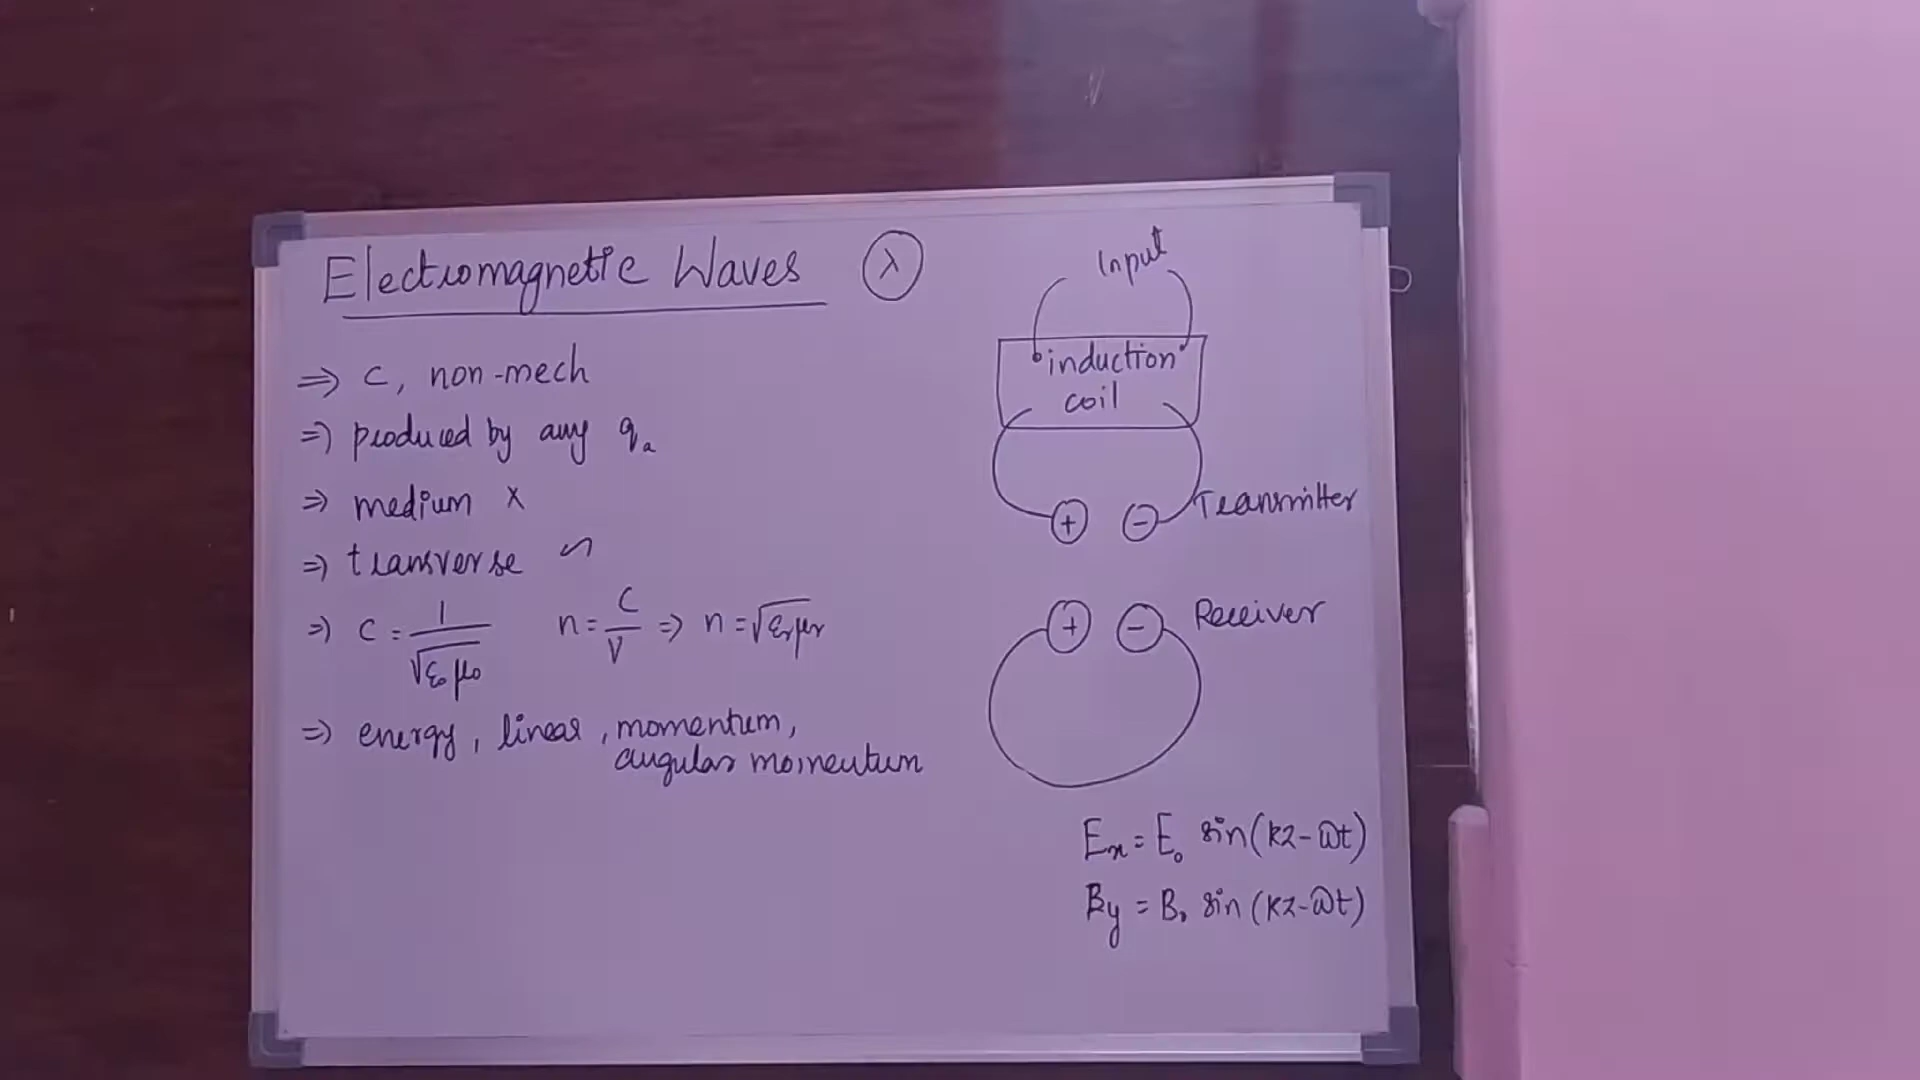 Electromagnetic Waves λ
⇒ c, non-mech
⇒ produced by any qₐ
⇒ medium x
⇒ transverse
⇒ c = 1/√ε₀μ₀ n = c/v ⇒ n = √εᵣμᵣ
⇒ energy, linear, momentum,
angular momentum
Input
induction
coil
+ - Transmitter
+ - Receiver
Eₓ = E₀ sin(kz-ωt)
By = B₀ sin(kz-ωt)